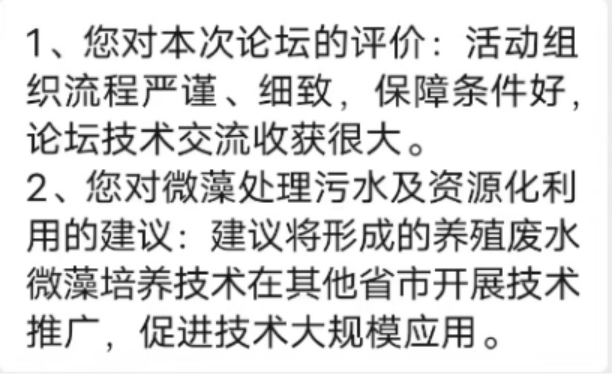 1、您对本次论坛的评价：活动组
织流程严谨、细致，保障条件好，
论坛技术交流收获很大。
2、您对微藻处理污水及资源化利
用的建议：建议将形成的养殖废水
微藻培养技术在其他省市开展技术
推广，促进技术大规模应用。